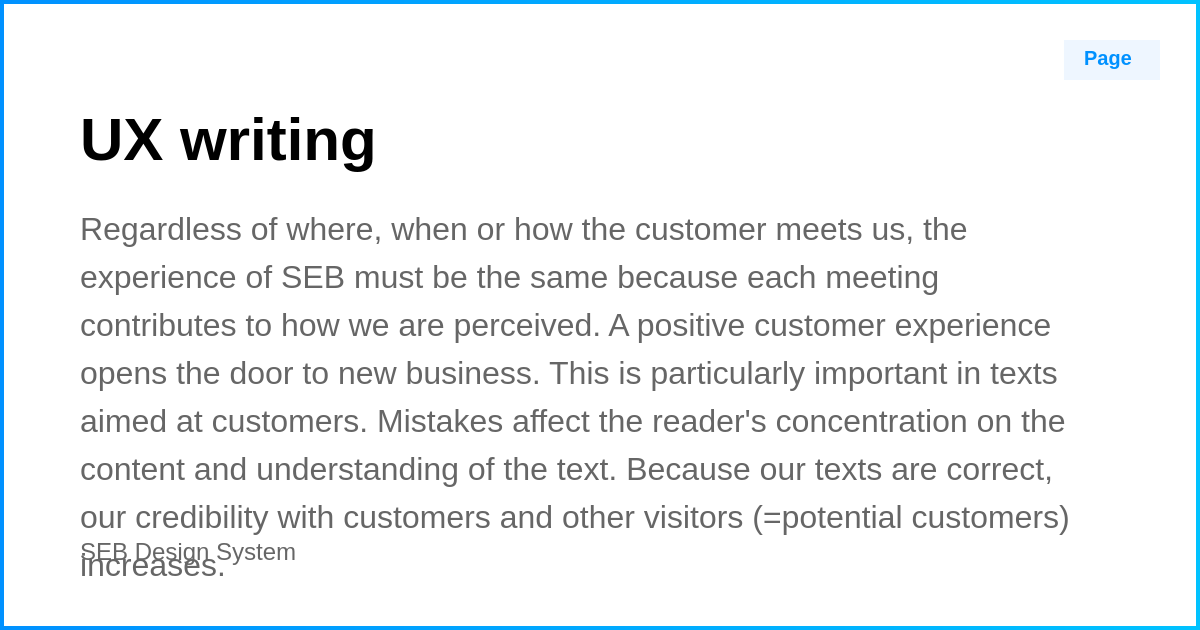 Page
UX writing
Regardless of where, when or how the customer meets us, the
experience of SEB must be the same because each meeting
contributes to how we are perceived. A positive customer experience
opens the door to new business. This is particularly important in texts
aimed at customers. Mistakes affect the reader's concentration on the
content and understanding of the text. Because our texts are correct,
our credibility with customers and other visitors (=potential customers)
SEB Design System
increases.